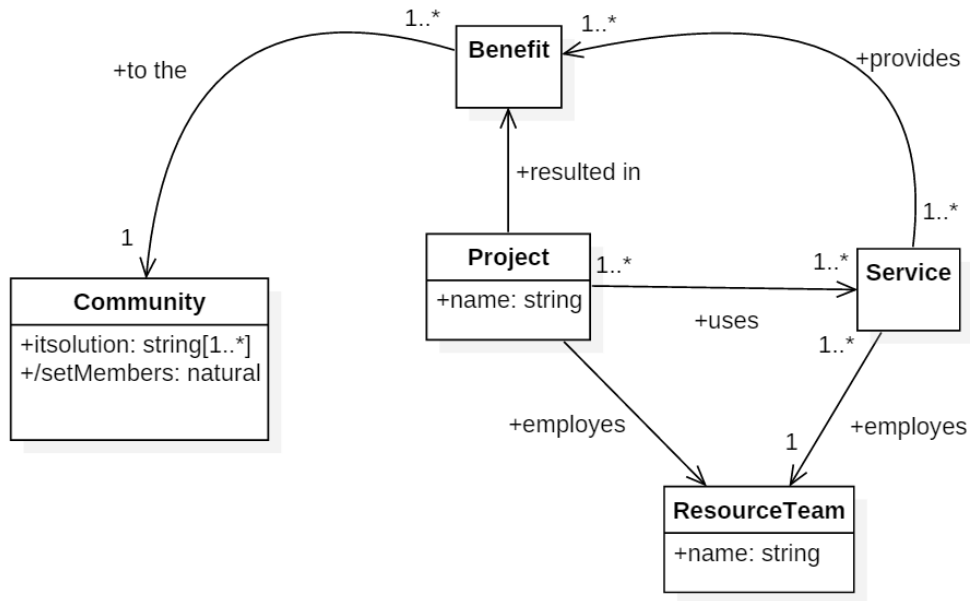 1..*
Benefit
1..*
+to the
+provides
+resulted in
1
1..*
Project
+name: string
1..*
1..*
Service
Community
+itsolution: string[1..*]
+/setMembers: natural
+uses
1..*
+employes
1
+employes
ResourceTeam
+name: string